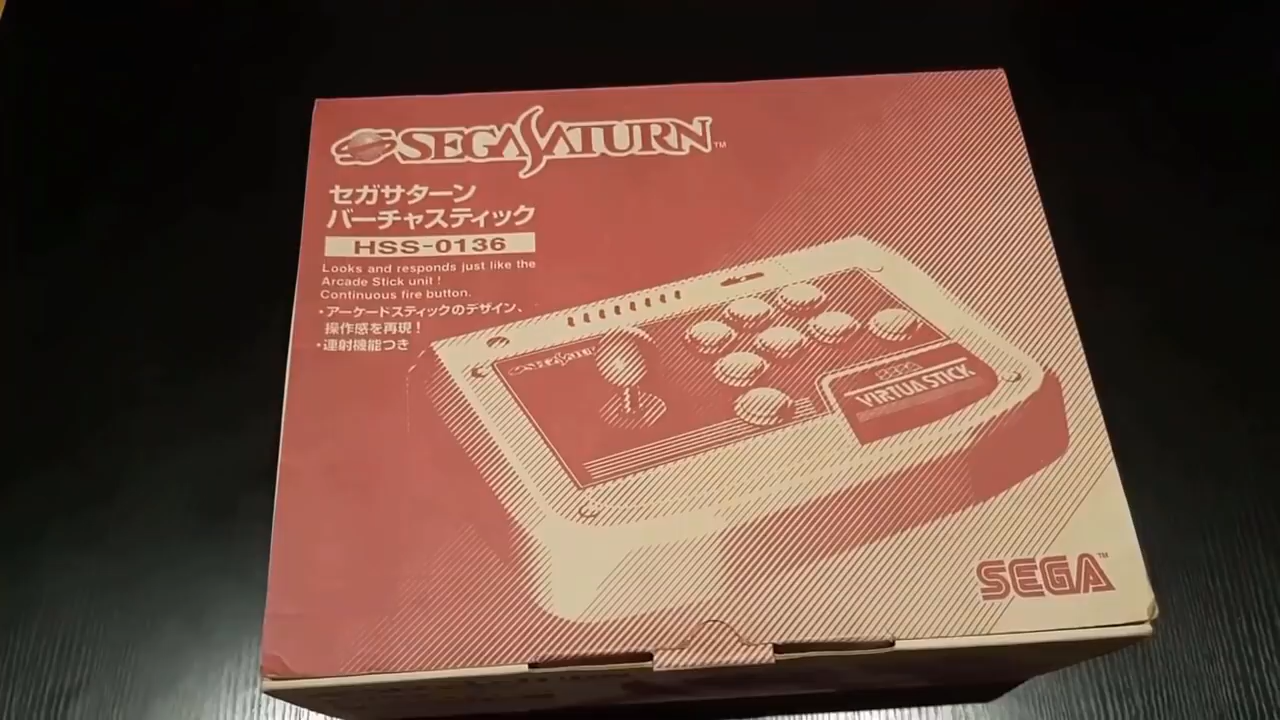 SEGA SATURN™
セガサターン
バーチャスティック
HSS-0136
Looks and responds just like the
Arcade Stick unit !
Continuous fire button.
・アーケードスティックのデザイン、
操作感を再現！
・連射機能つき
SEGA SATURN
SEGA
VIRTUA STICK
SEGA™